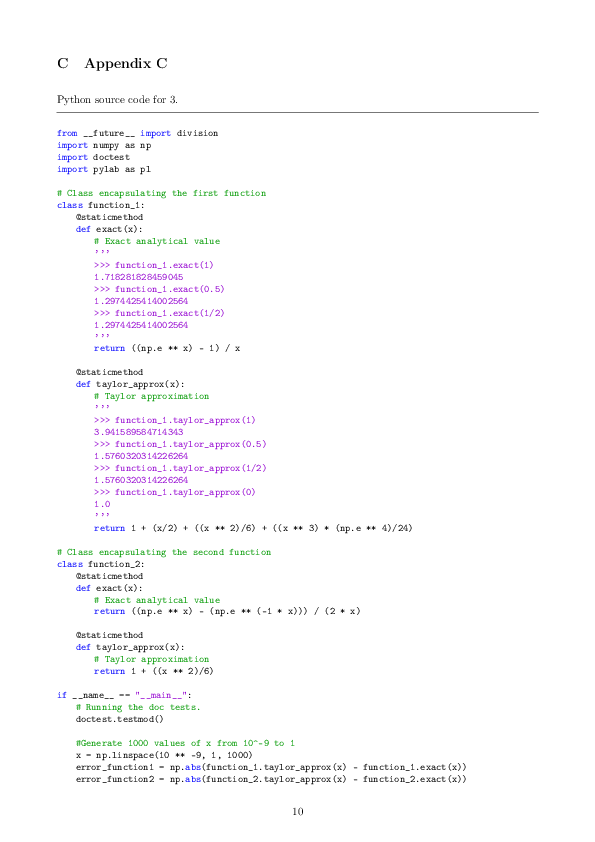 C Appendix C
Python source code for 3.
from __future__ import division
import numpy as np
import doctest
import pylab as pl
# Class encapsulating the first function
class function_1:
@staticmethod
def exact(x):
# Exact analytical value
'''
>>> function_1.exact(1)
1.718281828459045
>>> function_1.exact(0.5)
1.2974425414002564
>>> function_1.exact(1/2)
1.2974425414002564
'''
return ((np.e ** x) - 1) / x
@staticmethod
def taylor_approx(x):
# Taylor approximation
'''
>>> function_1.taylor_approx(1)
3.941589584714343
>>> function_1.taylor_approx(0.5)
1.5760320314226264
>>> function_1.taylor_approx(1/2)
1.5760320314226264
>>> function_1.taylor_approx(0)
1.0
'''
return 1 + (x/2) + ((x ** 2)/6) + ((x ** 3) * (np.e ** 4)/24)
# Class encapsulating the second function
class function_2:
@staticmethod
def exact(x):
# Exact analytical value
return ((np.e ** x) - (np.e ** (-1 * x))) / (2 * x)
@staticmethod
def taylor_approx(x):
# Taylor approximation
return 1 + ((x ** 2)/6)
if __name__ == "__main__":
# Running the doc tests.
doctest.testmod()
#Generate 1000 values of x from 10^-9 to 1
x = np.linspace(10 ** -9, 1, 1000)
error_function1 = np.abs(function_1.taylor_approx(x) - function_1.exact(x))
error_function2 = np.abs(function_2.taylor_approx(x) - function_2.exact(x))
10